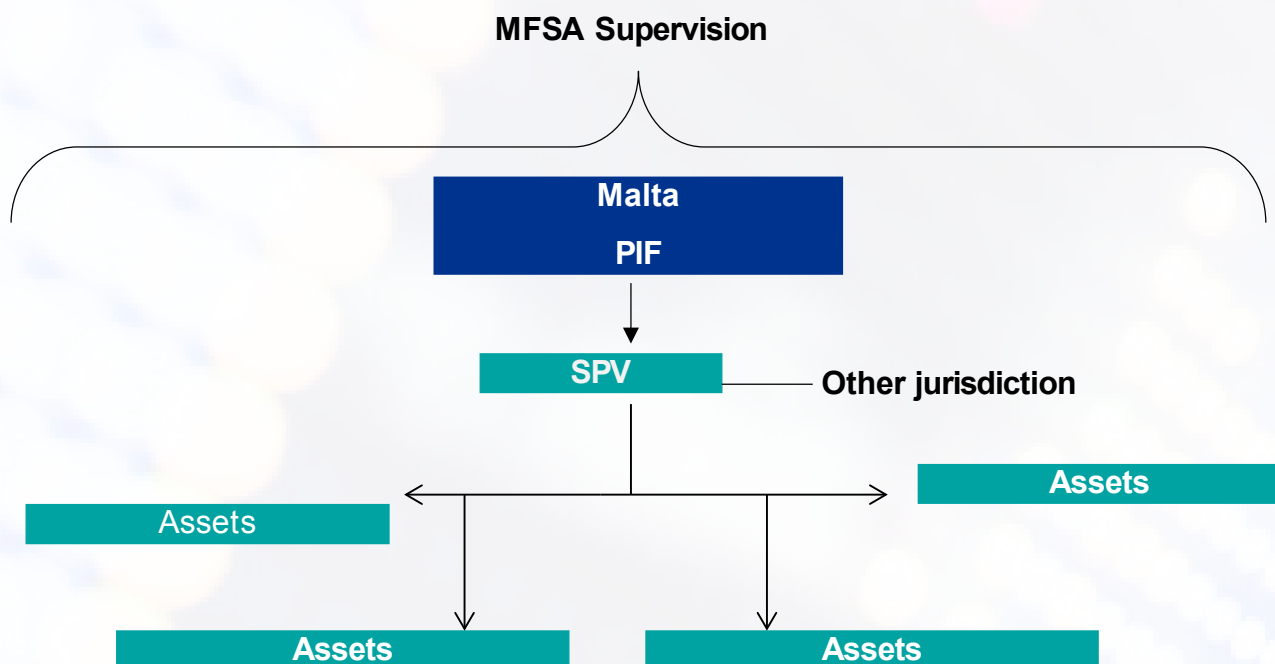 MFSA Supervision
Malta
PIF
SPV
Other jurisdiction
Assets
Assets
Assets
Assets